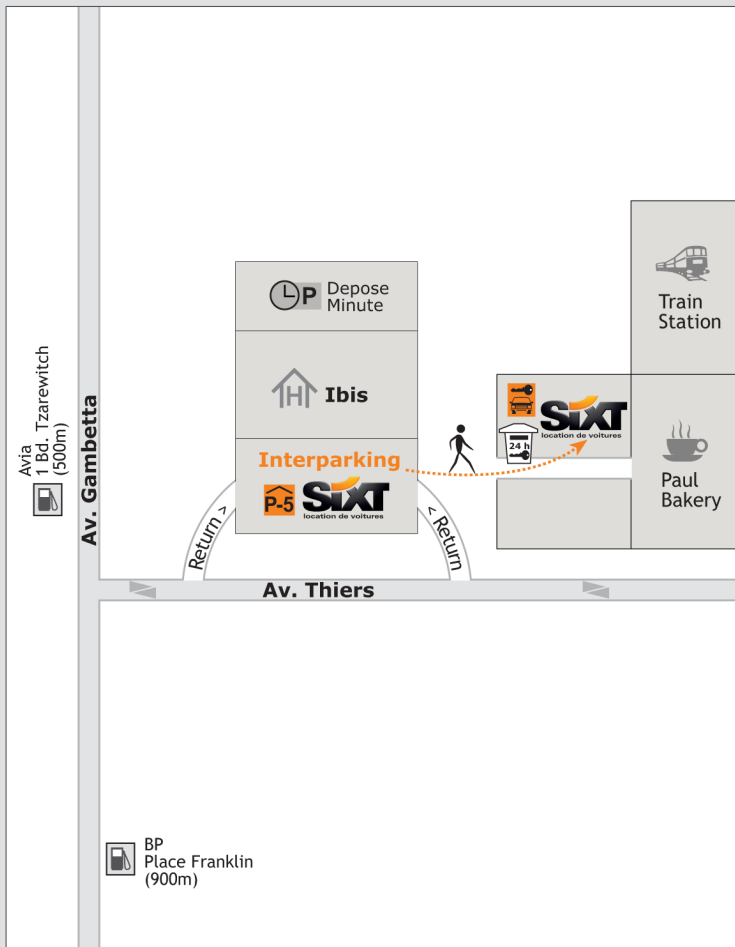 P Depose
Minute
Train
Station
H Ibis
SIXT
location de voitures
24 h
Avia
1 Bd. Tzarewitch
(500m)
Av. Gambetta
Interparking
P-5 SIXT
location de voitures
Paul
Bakery
Return >
< Return
Av. Thiers
BP
Place Franklin
(900m)